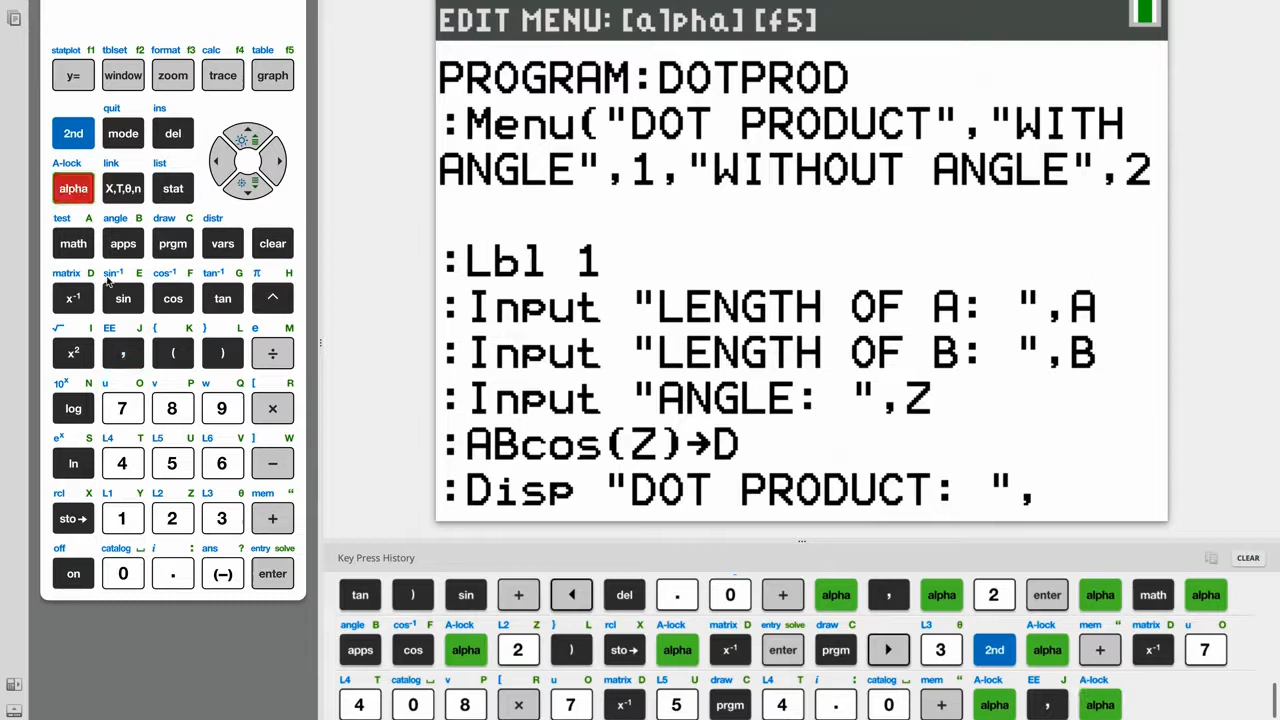 EDIT MENU: [alpha] [f5]
PROGRAM:DOTPROD
:Menu("DOT PRODUCT","WITH
ANGLE",1,"WITHOUT ANGLE",2
:Lbl 1
:Input "LENGTH OF A: ",A
:Input "LENGTH OF B: ",B
:Input "ANGLE: ",Z
:ABcos(Z)→D
:Disp "DOT PRODUCT: ",
statplot f1 tblset f2 format f3 calc f4 table f5
y= window zoom trace graph
quit ins
2nd mode del
A-lock link list
alpha X,T,θ,n stat
test A angle B draw C distr
math apps prgm vars clear
matrix D sin⁻¹ E cos⁻¹ F tan⁻¹ G π H
x⁻¹ sin cos tan ^
√ I EE J { K } L e M
x² , ( ) ÷
10ˣ N u O v P w Q [ R
log 7 8 9 ×
eˣ S L4 T L5 U L6 V ] W
ln 4 5 6 −
rcl X L1 Y L2 Z L3 θ mem "
sto→ 1 2 3 +
off catalog ⎵ i : ans ? entry solve
on 0 . (−) enter
Key Press History CLEAR
tan ) sin + del . 0 + alpha , alpha 2 enter alpha math alpha
angle B cos⁻¹ F A-lock L2 Z } L rcl X A-lock matrix D entry solve draw C L3 θ A-lock mem " matrix D u O
apps cos alpha 2 ) sto→ alpha x⁻¹ enter prgm 3 2nd alpha + x⁻¹ 7
L4 T catalog ⎵ v P [ R u O matrix D L5 U draw C L4 T i : catalog ⎵ mem " A-lock EE J A-lock
4 0 8 × 7 x⁻¹ 5 prgm 4 . 0 + alpha , alpha